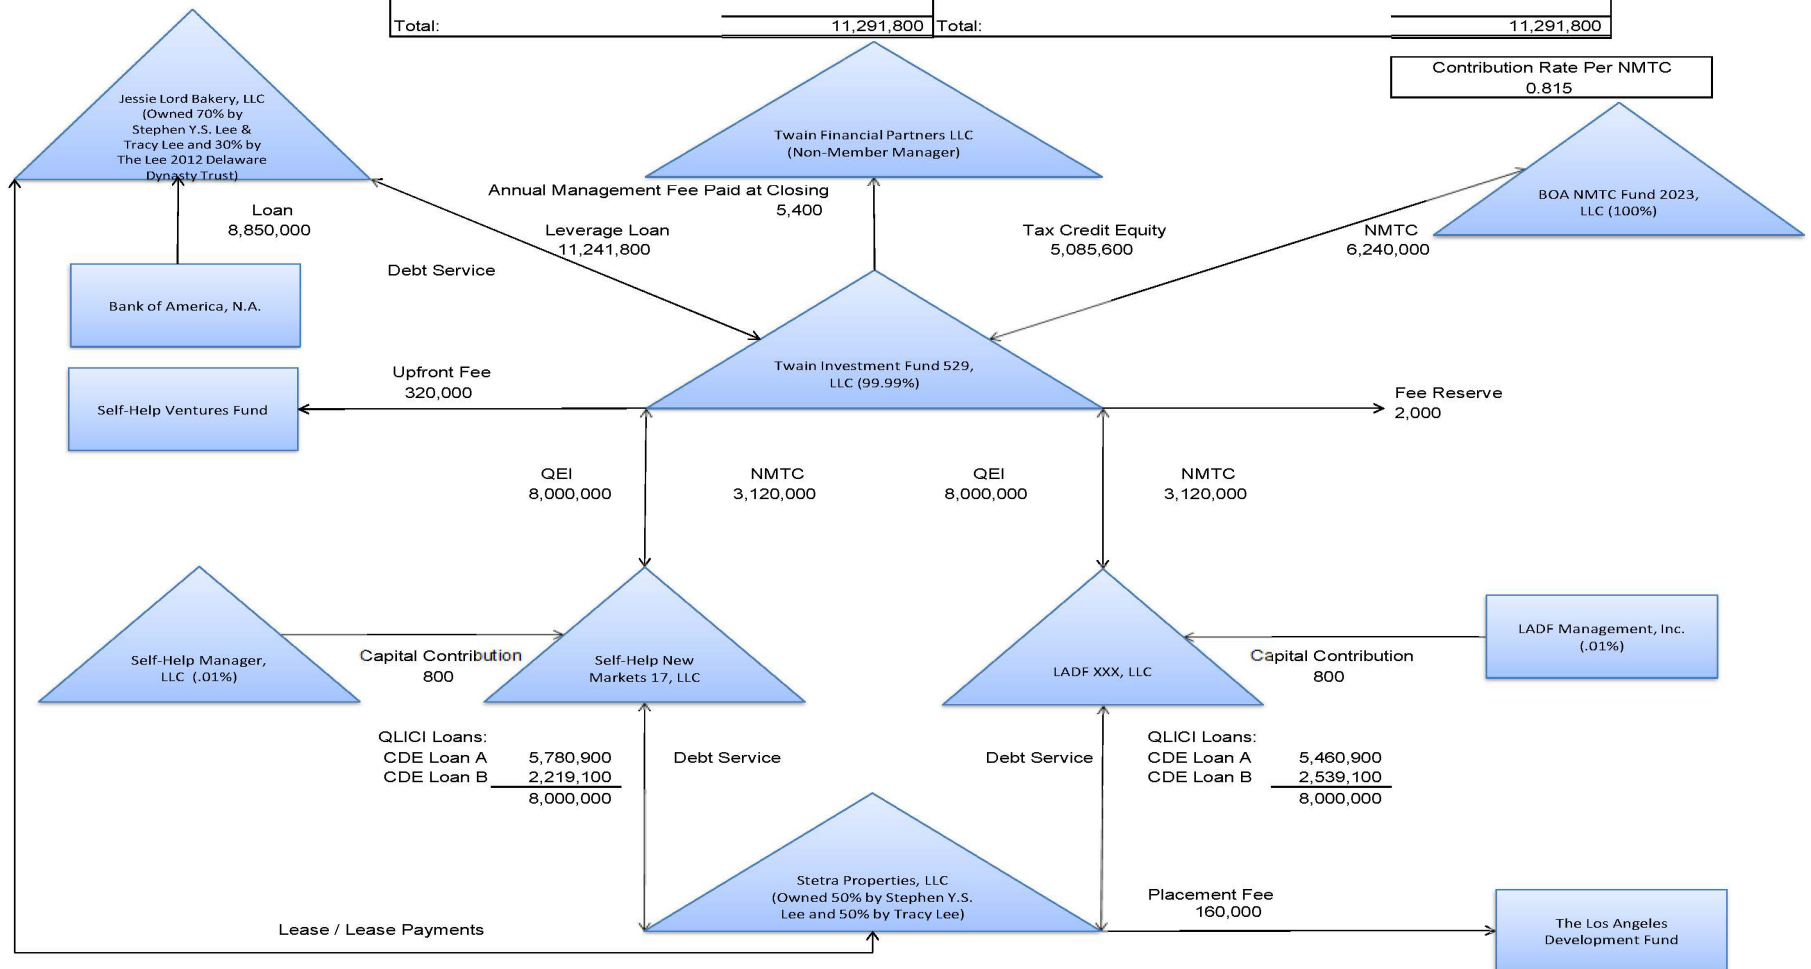 Total:
11,291,800
Total:
11,291,800
Contribution Rate Per NMTC
0.815
Jessie Lord Bakery, LLC
(Owned 70% by
Stephen Y.S. Lee &
Tracy Lee and 30% by
The Lee 2012 Delaware
Dynasty Trust)
Twain Financial Partners LLC
(Non-Member Manager)
BOA NMTC Fund 2023,
LLC (100%)
Annual Management Fee Paid at Closing
5,400
Loan
8,850,000
Leverage Loan
11,241,800
Tax Credit Equity
5,085,600
NMTC
6,240,000
Debt Service
Bank of America, N.A.
Twain Investment Fund 529,
LLC (99.99%)
Upfront Fee
320,000
Self-Help Ventures Fund
Fee Reserve
2,000
QEI
8,000,000
NMTC
3,120,000
QEI
8,000,000
NMTC
3,120,000
Self-Help Manager,
LLC (.01%)
Capital Contribution
800
Self-Help New
Markets 17, LLC
LADF XXX, LLC
Capital Contribution
800
LADF Management, Inc.
(.01%)
QLICI Loans:
CDE Loan A 5,780,900
CDE Loan B 2,219,100
8,000,000
Debt Service
Debt Service
QLICI Loans:
CDE Loan A 5,460,900
CDE Loan B 2,539,100
8,000,000
Stetra Properties, LLC
(Owned 50% by Stephen Y.S.
Lee and 50% by Tracy Lee)
Placement Fee
160,000
The Los Angeles
Development Fund
Lease / Lease Payments